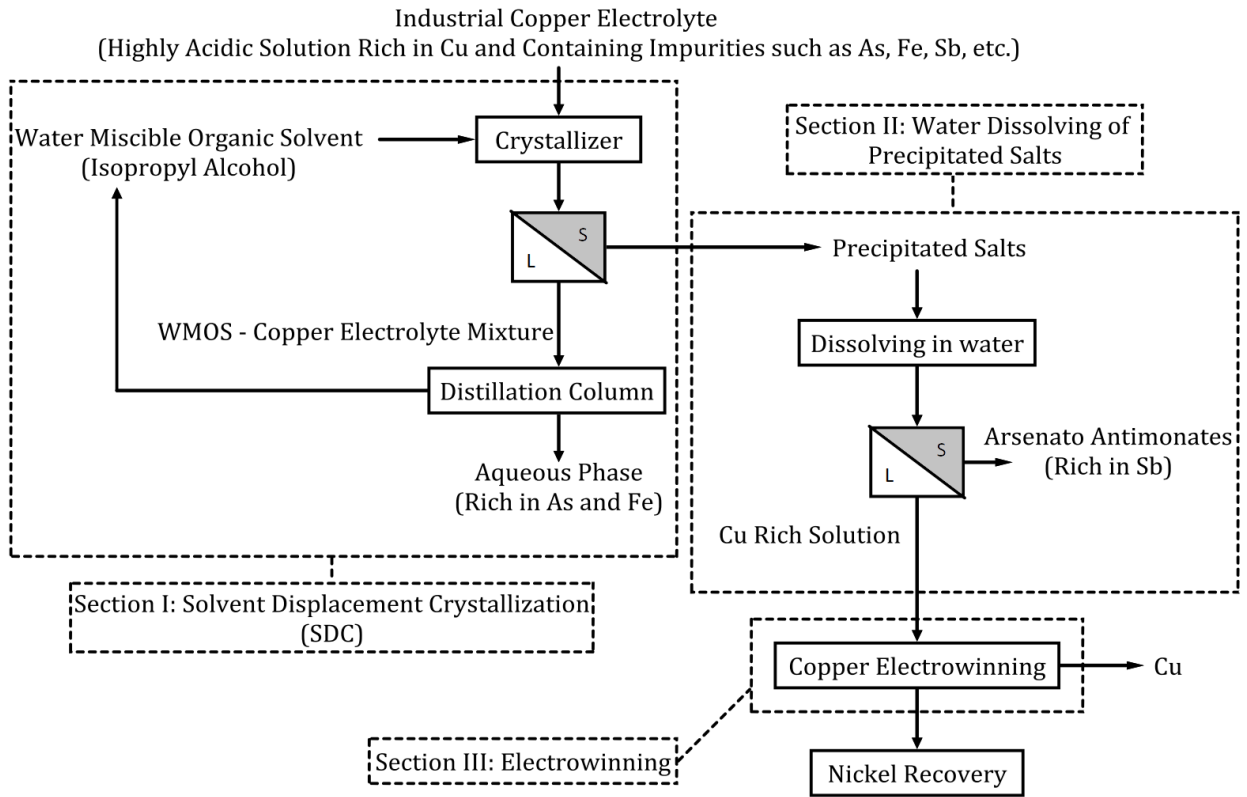 Industrial Copper Electrolyte
(Highly Acidic Solution Rich in Cu and Containing Impurities such as As, Fe, Sb, etc.)
Water Miscible Organic Solvent
(Isopropyl Alcohol)
Crystallizer
S
L
WMOS - Copper Electrolyte Mixture
Distillation Column
Aqueous Phase
(Rich in As and Fe)
Section I: Solvent Displacement Crystallization
(SDC)
Section II: Water Dissolving of
Precipitated Salts
Precipitated Salts
Dissolving in water
S
L
Arsenato Antimonates
(Rich in Sb)
Cu Rich Solution
Copper Electrowinning
Cu
Section III: Electrowinning
Nickel Recovery